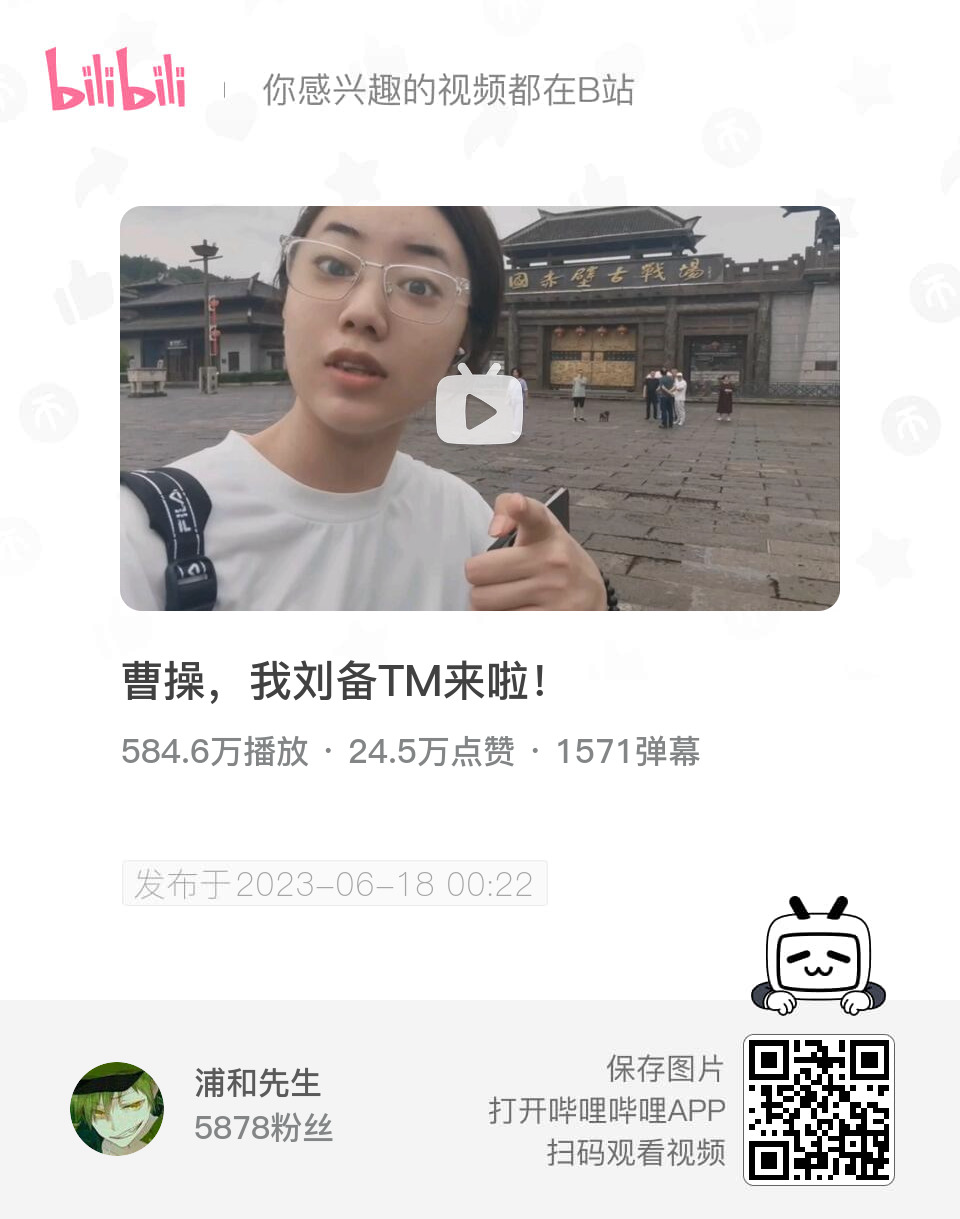 bilibili
你感兴趣的视频都在B站
国赤壁古戰場
FILA
曹操，我刘备TM来啦！
584.6万播放 · 24.5万点赞 · 1571弹幕
发布于2023-06-18 00:22
浦和先生
5878粉丝
保存图片
打开哔哩哔哩APP
扫码观看视频